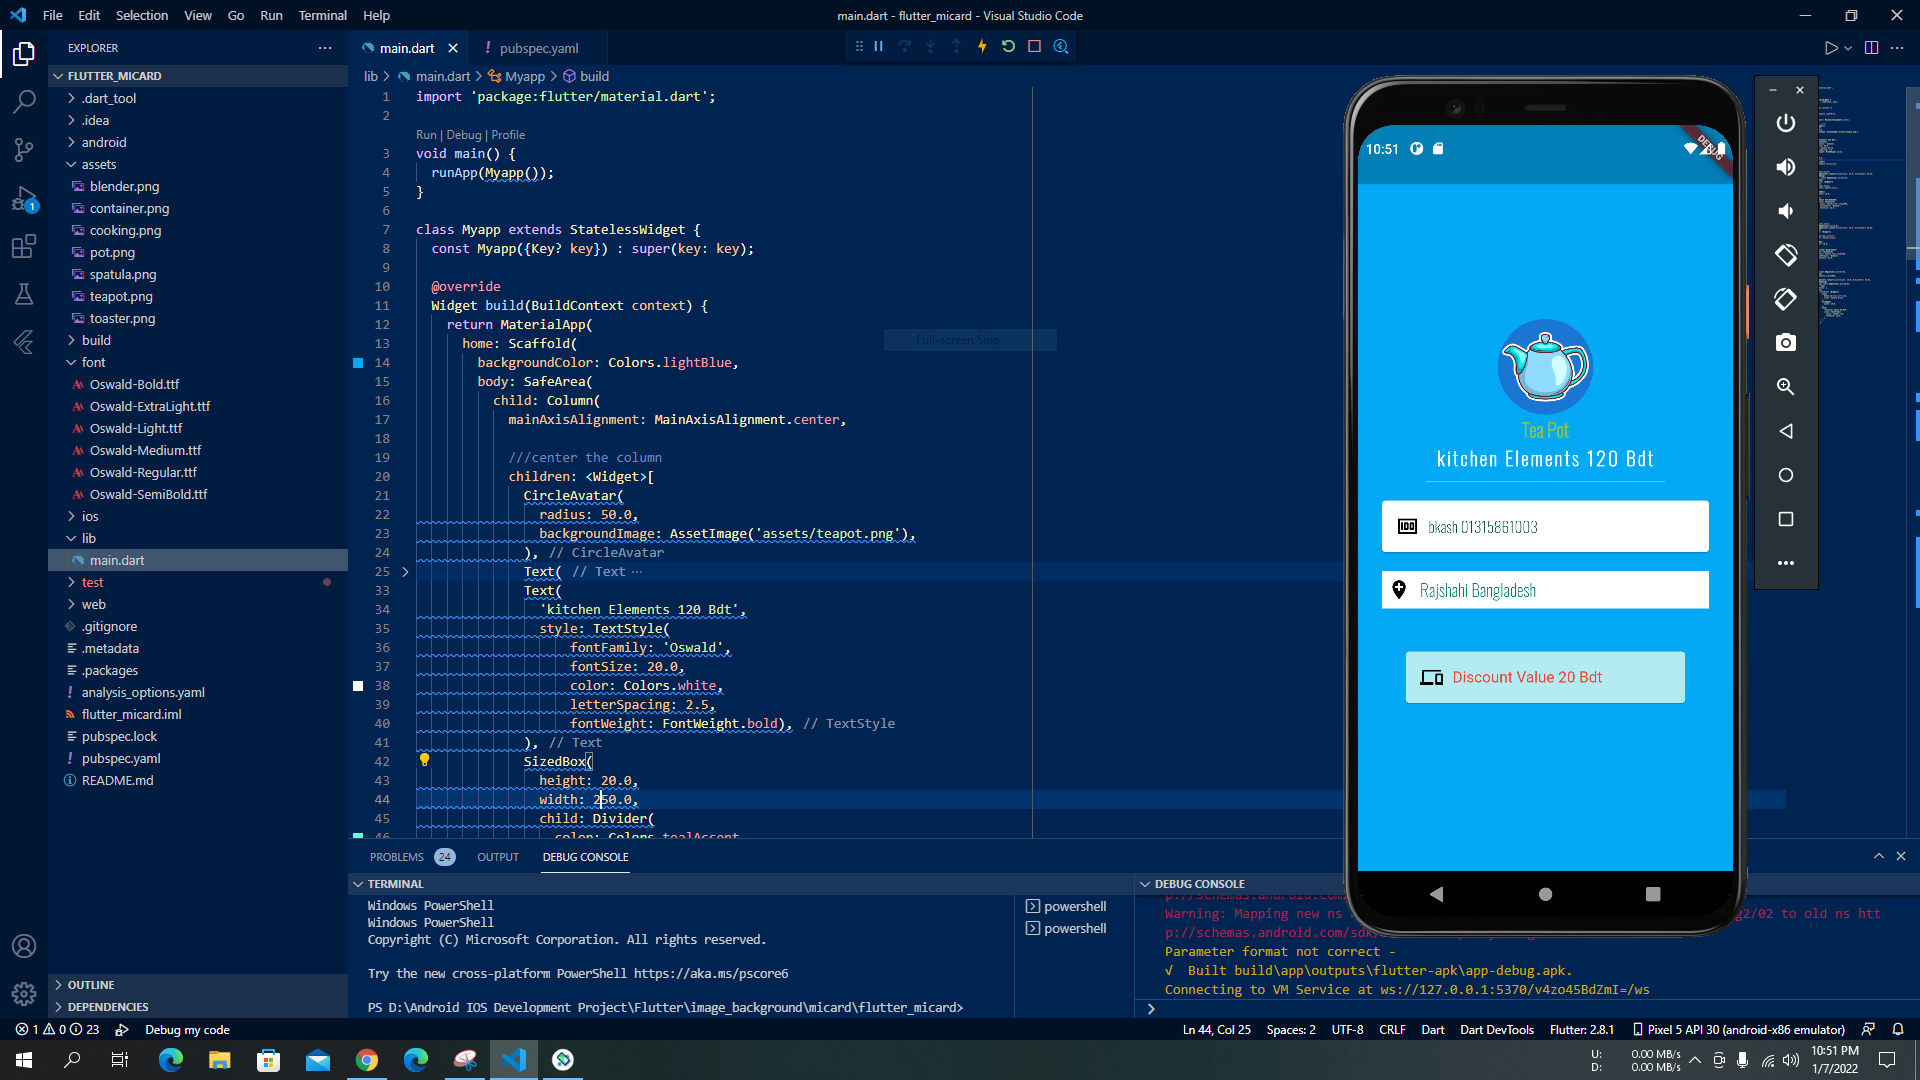 File Edit Selection View Go Run Terminal Help
main.dart - flutter_micard - Visual Studio Code
EXPLORER
FLUTTER_MICARD
.dart_tool
.idea
android
assets
blender.png
container.png
cooking.png
pot.png
spatula.png
teapot.png
toaster.png
build
font
Oswald-Bold.ttf
Oswald-ExtraLight.ttf
Oswald-Light.ttf
Oswald-Medium.ttf
Oswald-Regular.ttf
Oswald-SemiBold.ttf
ios
lib
main.dart
test
web
.gitignore
.metadata
.packages
analysis_options.yaml
flutter_micard.iml
pubspec.lock
pubspec.yaml
README.md
OUTLINE
DEPENDENCIES
1
main.dart
! pubspec.yaml
lib > main.dart > Myapp > build
1 import 'package:flutter/material.dart';
2
Run | Debug | Profile
3 void main() {
4 runApp(Myapp());
5 }
6
7 class Myapp extends StatelessWidget {
8 const Myapp({Key? key}) : super(key: key);
9
10 @override
11 Widget build(BuildContext context) {
12 return MaterialApp(
13 home: Scaffold(
14 backgroundColor: Colors.lightBlue,
15 body: SafeArea(
16 child: Column(
17 mainAxisAlignment: MainAxisAlignment.center,
18
19 ///center the column
20 children: <Widget>[
21 CircleAvatar(
22 radius: 50.0,
23 backgroundImage: AssetImage('assets/teapot.png'),
24 ), // CircleAvatar
25 Text( // Text ...
33 Text(
34 'kitchen Elements 120 Bdt',
35 style: TextStyle(
36 fontFamily: 'Oswald',
37 fontSize: 20.0,
38 color: Colors.white,
39 letterSpacing: 2.5,
40 fontWeight: FontWeight.bold), // TextStyle
41 ), // Text
42 SizedBox(
43 height: 20.0,
44 width: 250.0,
45 child: Divider(
46 color: Colors.tealAccent
Full-screen Snip
10:51
DEBUG
Tea Pot
kitchen Elements 120 Bdt
bkash 01315861003
Rajshahi Bangladesh
Discount Value 20 Bdt
PROBLEMS 24 OUTPUT DEBUG CONSOLE
TERMINAL
Windows PowerShell
Windows PowerShell
Copyright (C) Microsoft Corporation. All rights reserved.
Try the new cross-platform PowerShell https://aka.ms/pscore6
PS D:\Android IOS Development Project\Flutter\image_background\micard\flutter_micard>
powershell
powershell
DEBUG CONSOLE
p://schemas.android.com/
Warning: Mapping new ns g2/02 to old ns htt
p://schemas.android.com/sdk/
Parameter format not correct -
√ Built build\app\outputs\flutter-apk\app-debug.apk.
Connecting to VM Service at ws://127.0.0.1:5370/v4zo45BdZmI=/ws
1 0 23 Debug my code
Ln 44, Col 25 Spaces: 2 UTF-8 CRLF Dart Dart DevTools Flutter: 2.8.1 Pixel 5 API 30 (android-x86 emulator)
U: 0.00 MB/s
D: 0.00 MB/s
10:51 PM
1/7/2022